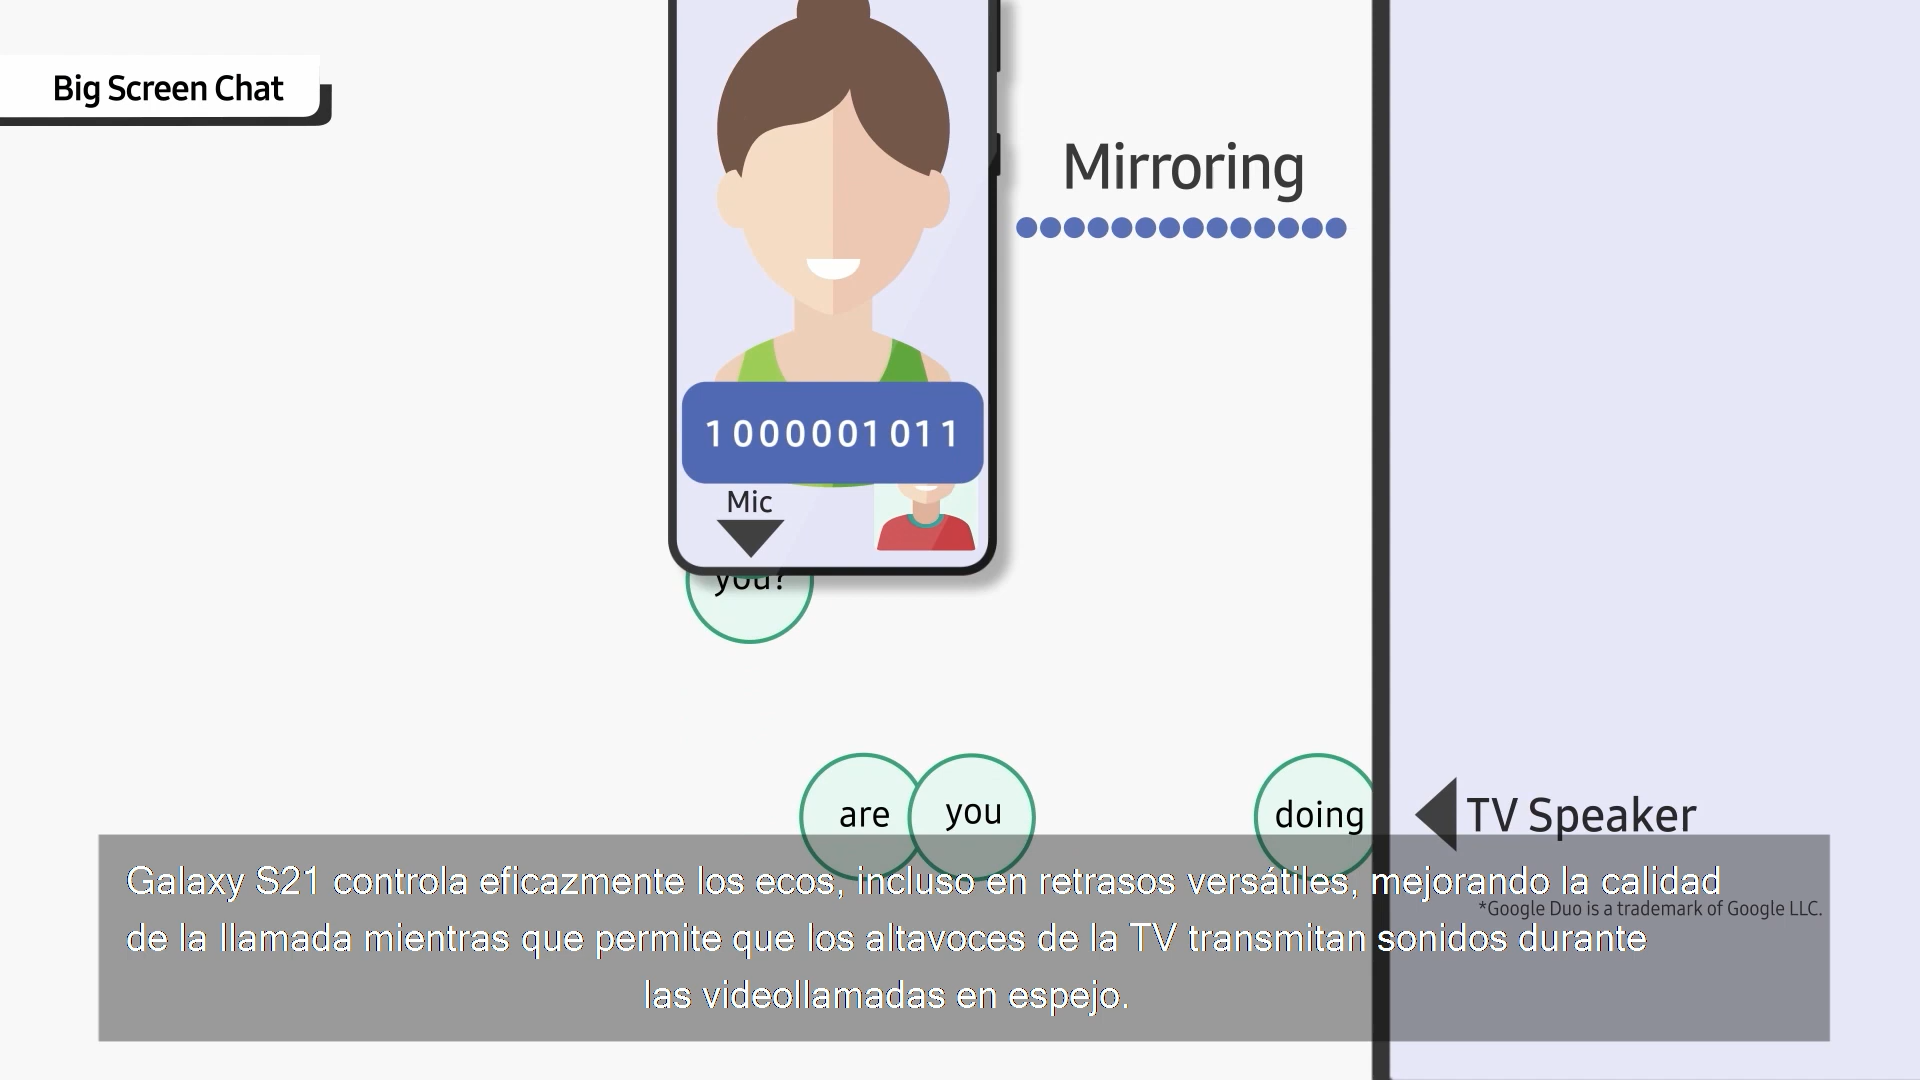 Big Screen Chat
Mirroring
1000001011
Mic
you?
are
you
doing
TV Speaker
Galaxy S21 controla eficazmente los ecos, incluso en retrasos versátiles, mejorando la calidad
*Google Duo is a trademark of Google LLC.
de la llamada mientras que permite que los altavoces de la TV transmitan sonidos durante
las videollamadas en espejo.